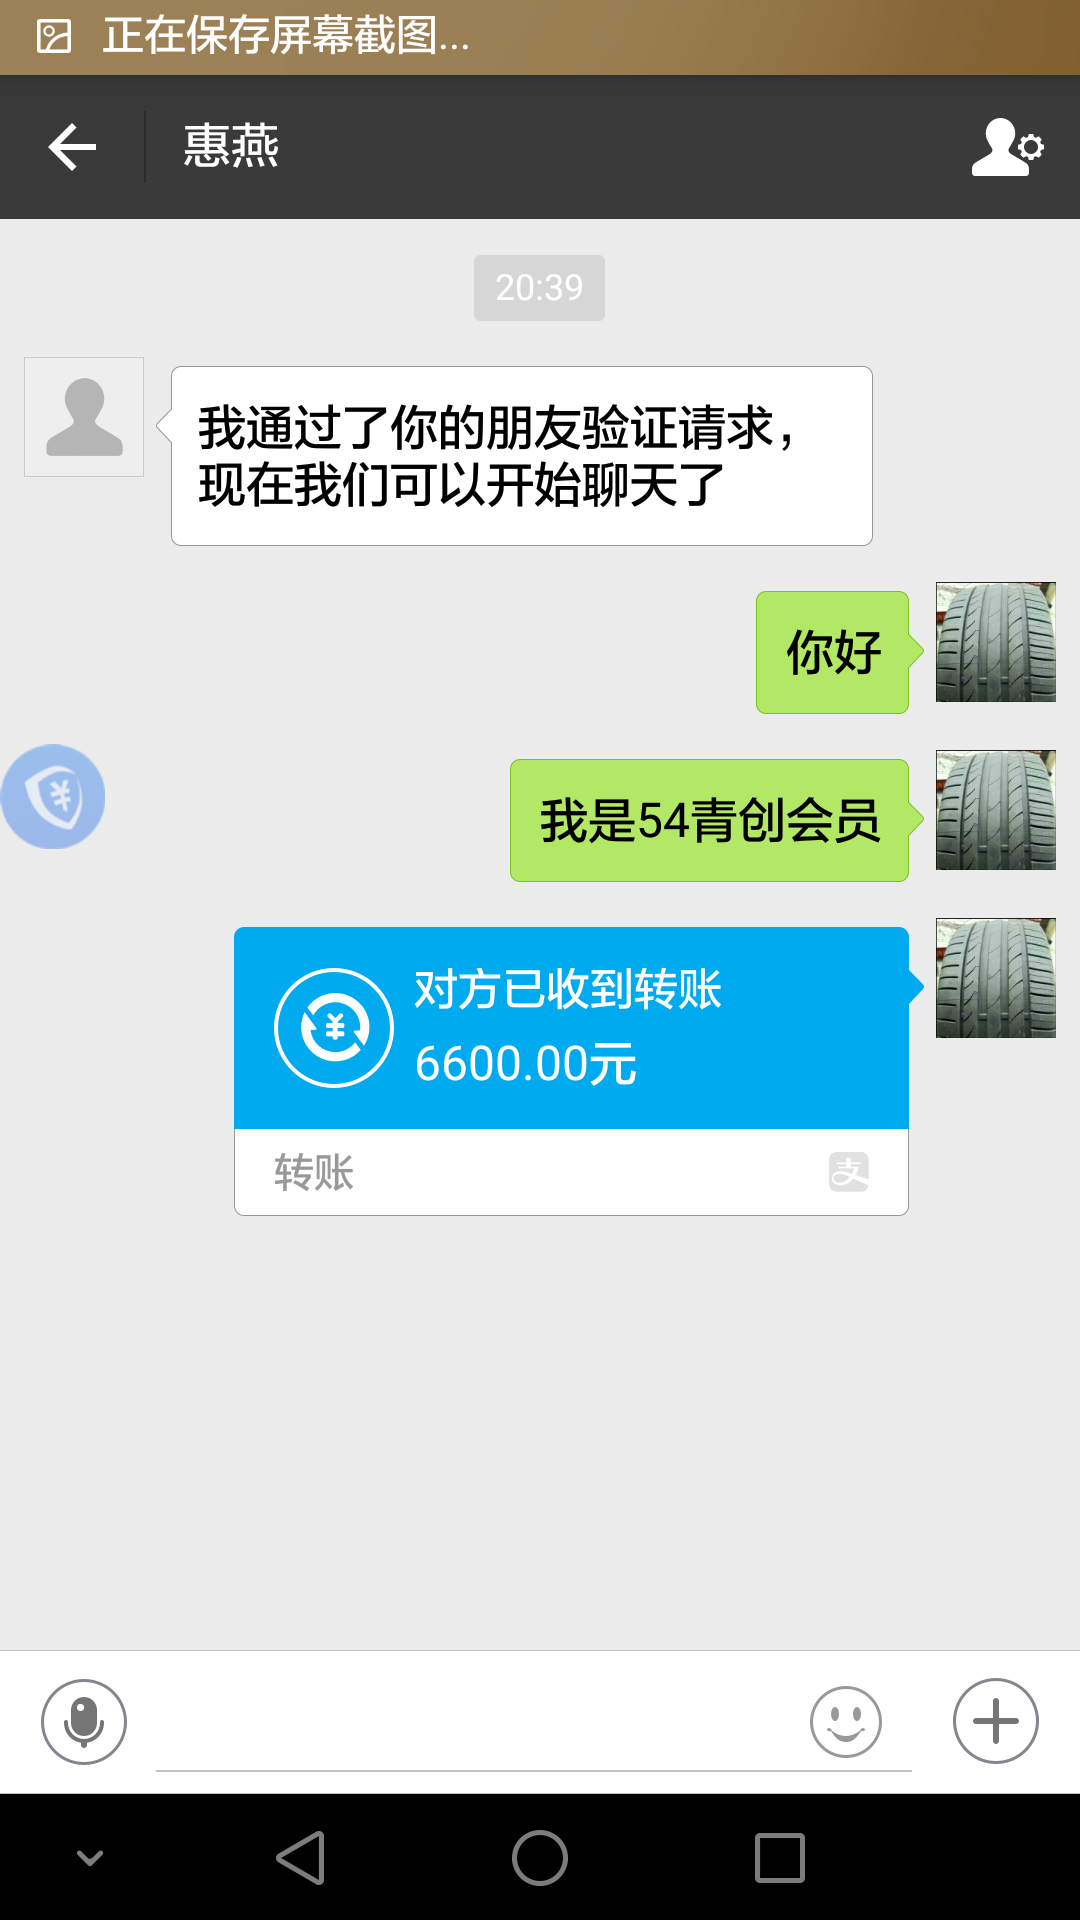 正在保存屏幕截图...
惠燕
20:39
我通过了你的朋友验证请求，
现在我们可以开始聊天了
你好
我是54青创会员
对方已收到转账
6600.00元
转账